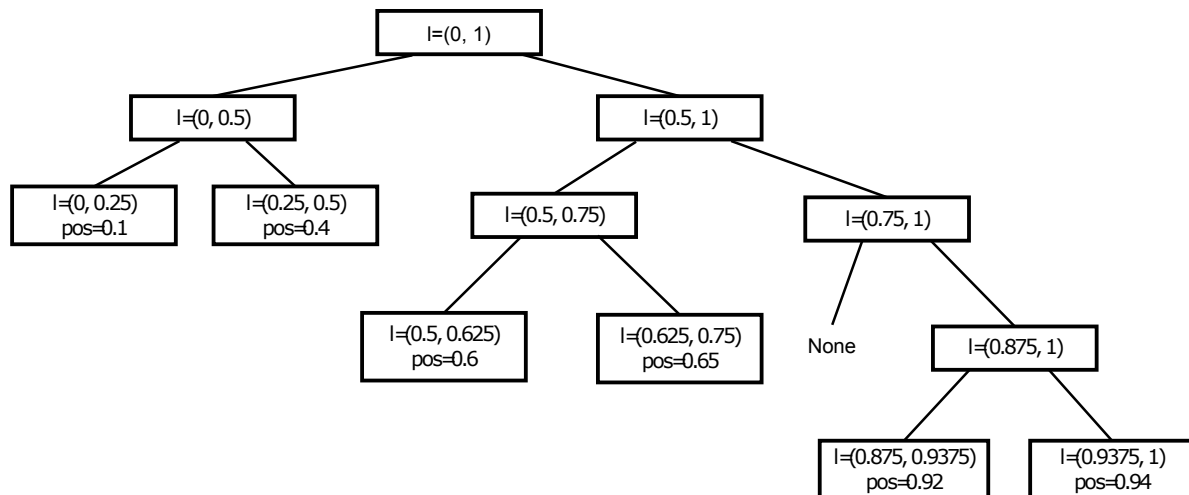 I=(0, 1)
I=(0, 0.5)
I=(0.5, 1)
I=(0, 0.25)
pos=0.1
I=(0.25, 0.5)
pos=0.4
I=(0.5, 0.75)
I=(0.75, 1)
I=(0.5, 0.625)
pos=0.6
I=(0.625, 0.75)
pos=0.65
None
I=(0.875, 1)
I=(0.875, 0.9375)
pos=0.92
I=(0.9375, 1)
pos=0.94